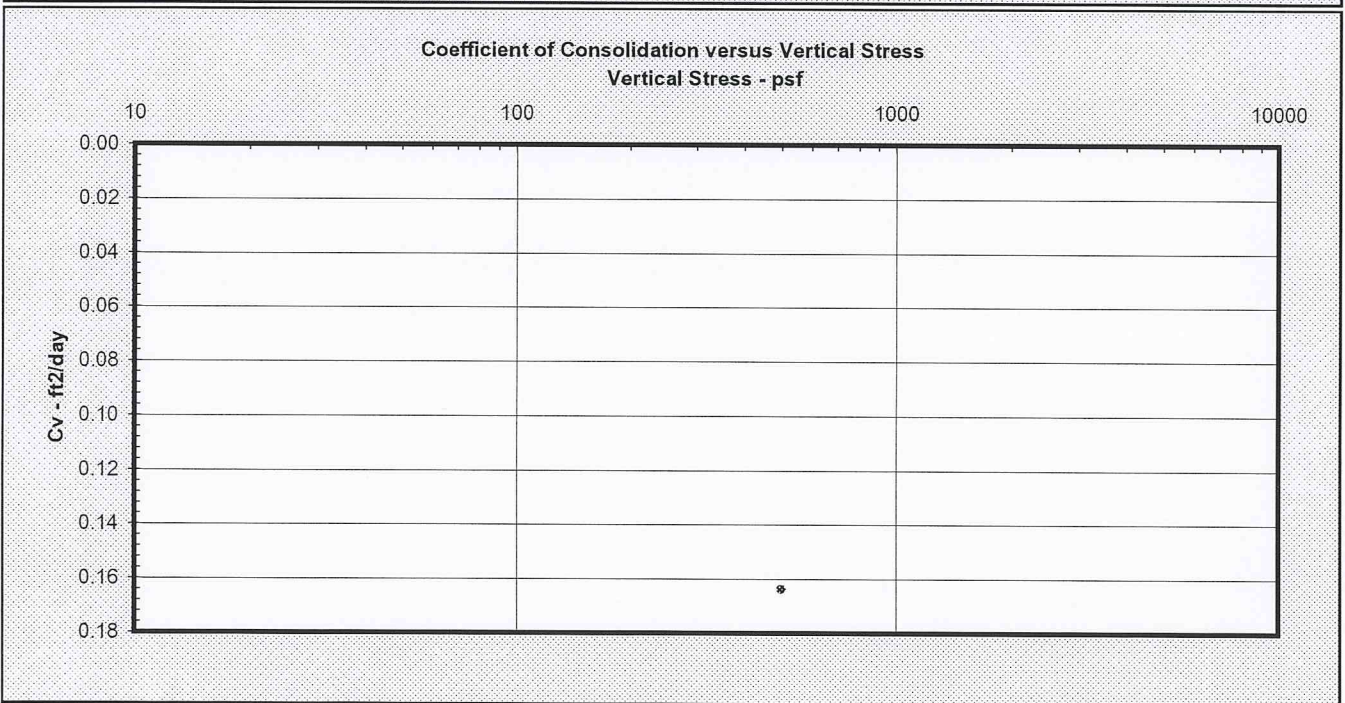 Coefficient of Consolidation versus Vertical Stress
Vertical Stress - psf
10 100 1000 10000
0.00
0.02
0.04
0.06
0.08
0.10
0.12
0.14
0.16
0.18
Cv - ft2/day